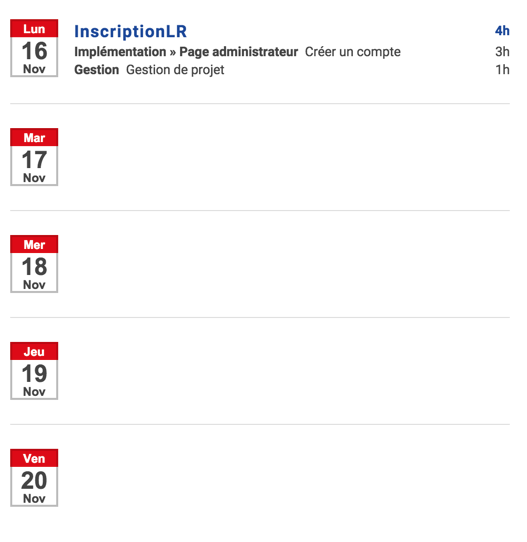 Lun
16
Nov
InscriptionLR 4h
Implémentation » Page administrateur Créer un compte 3h
Gestion Gestion de projet 1h
Mar
17
Nov
Mer
18
Nov
Jeu
19
Nov
Ven
20
Nov